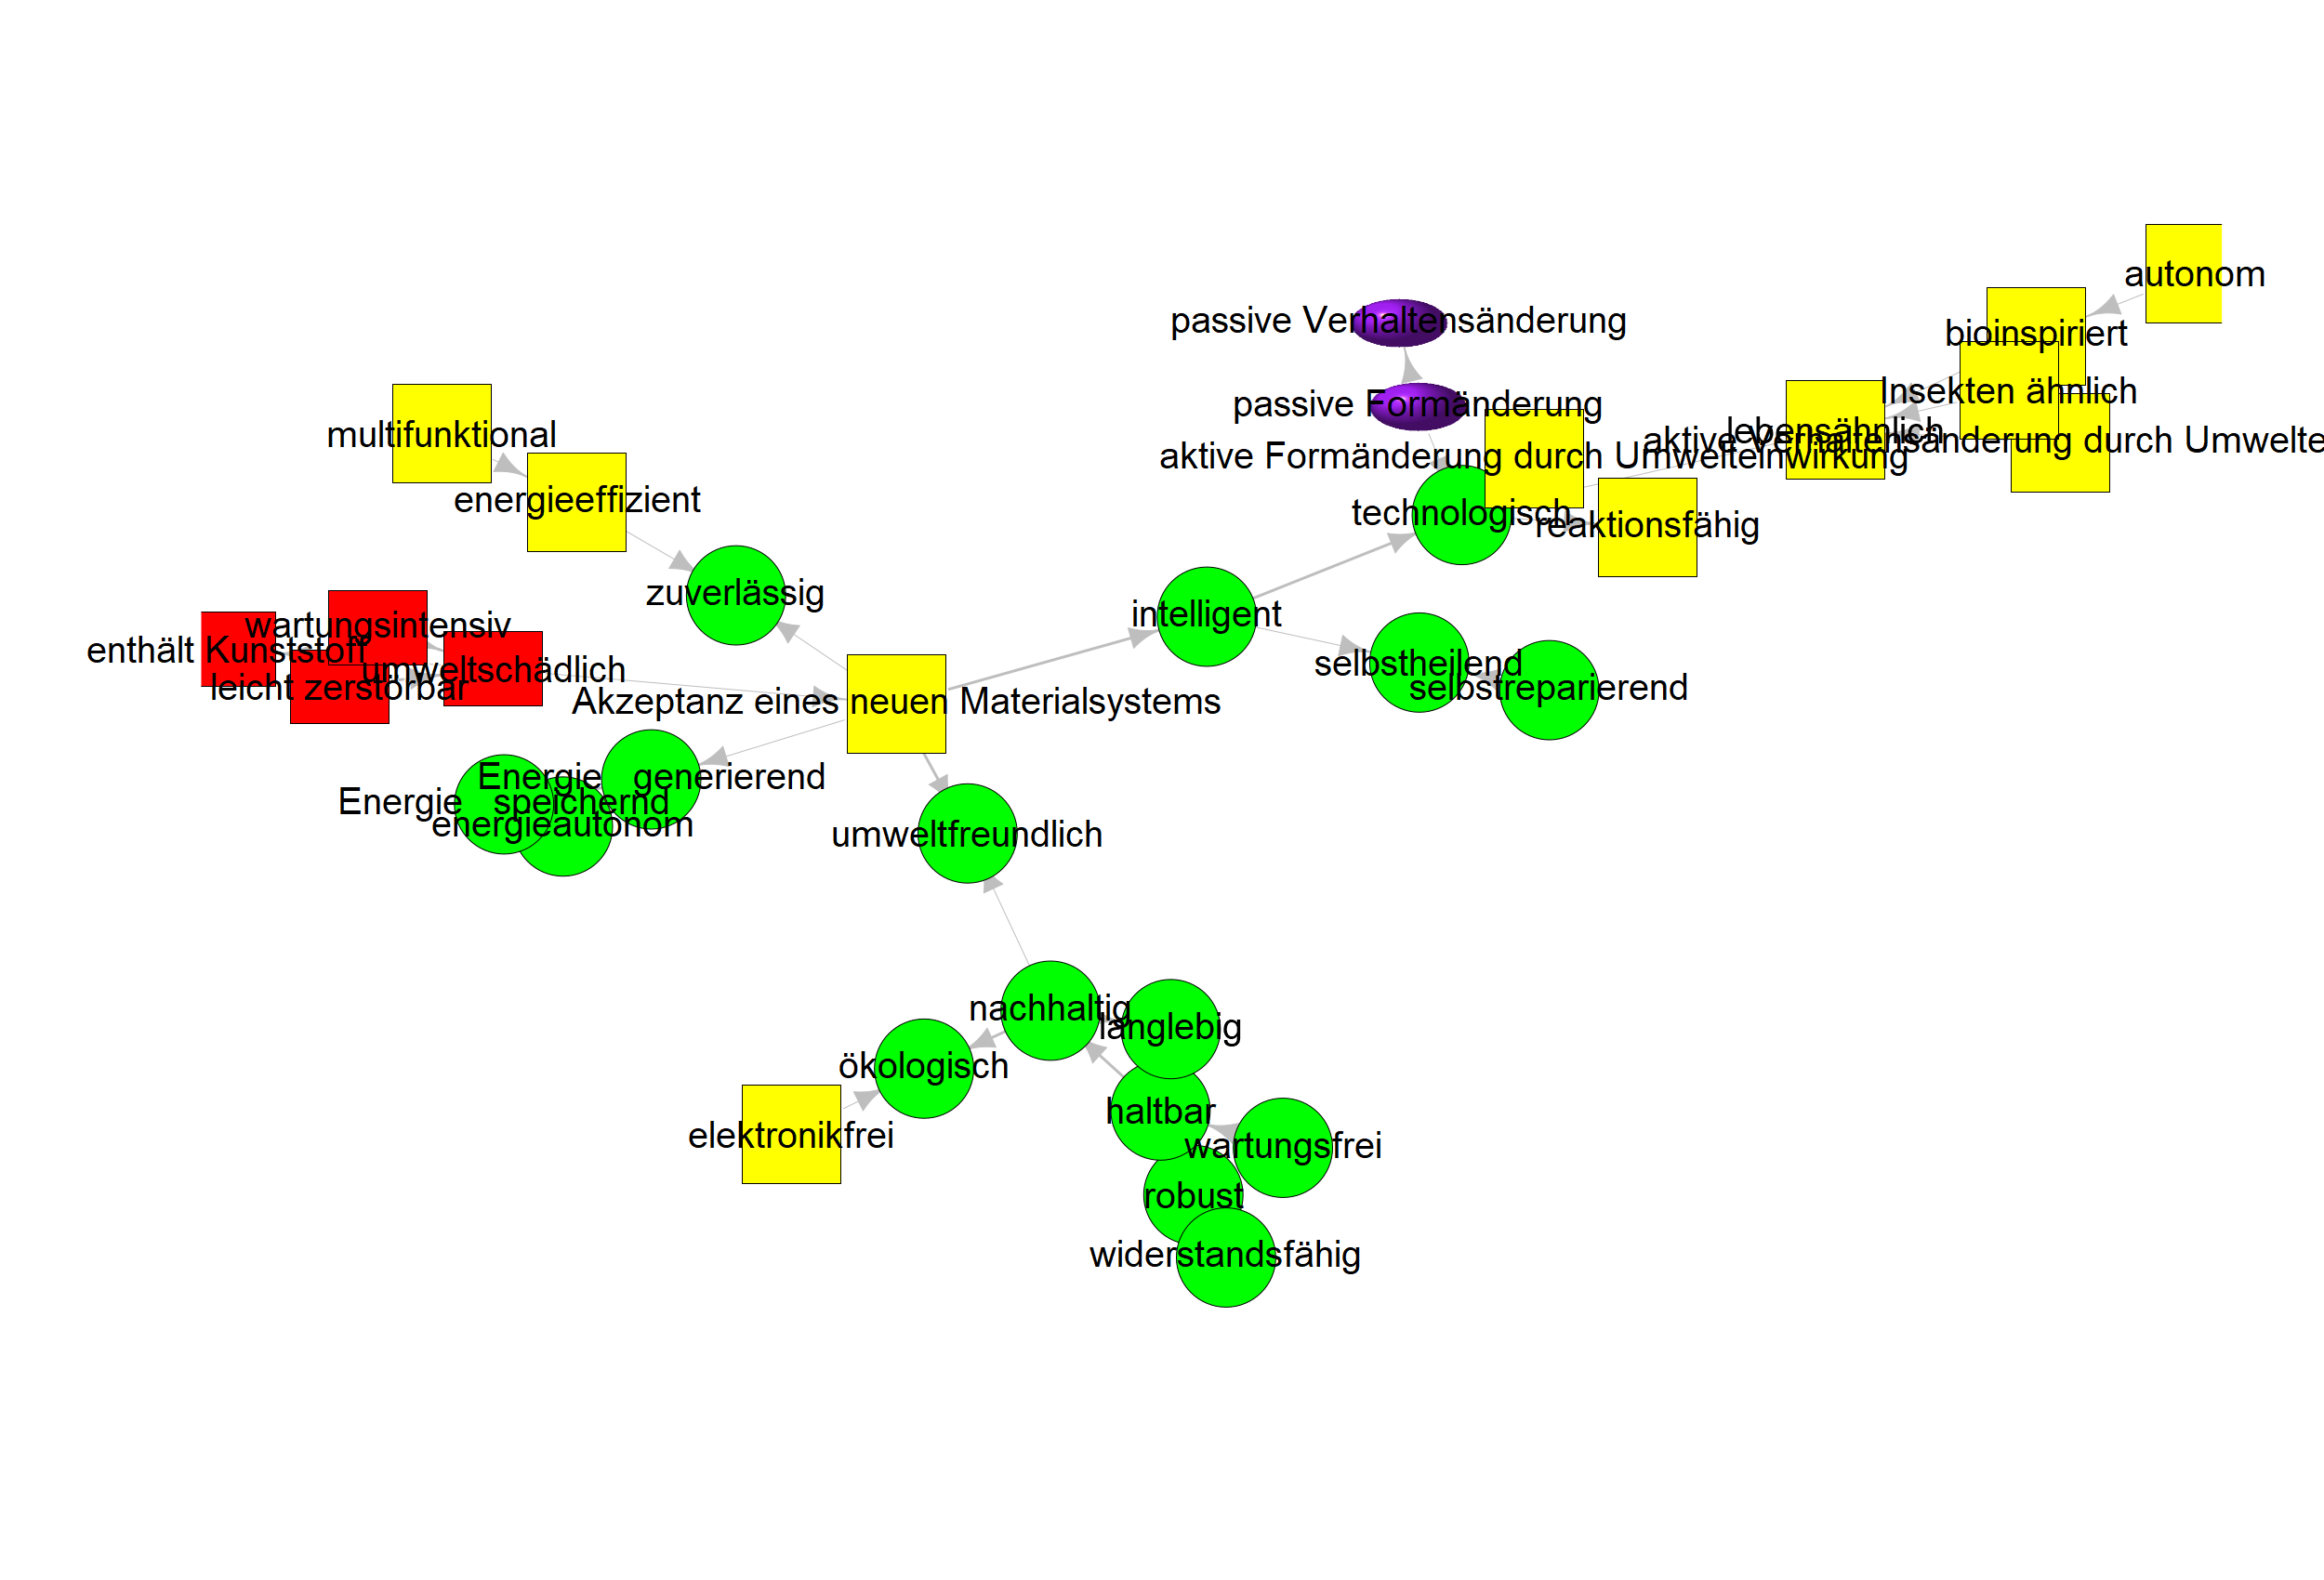 autonom
passive Verhaltensänderung
bioinspiriert
Insekten ähnlich
passive Formänderung
multifunktional
lebensähnlich
aktive Verhaltensänderung durch Umwelte
aktive Formänderung durch Umwelteinwirkung
energieeffizient
technologisch
reaktionsfähig
zuverlässig
intelligent
wartungsintensiv
enthält Kunststoff
umweltschädlich
leicht zerstörbar
selbstheilend
selbstreparierend
Akzeptanz eines neuen Materialsystems
Energie generierend
Energie speichernd
energieautonom
umweltfreundlich
nachhaltig
langlebig
ökologisch
haltbar
elektronikfrei
wartungsfrei
robust
widerstandsfähig